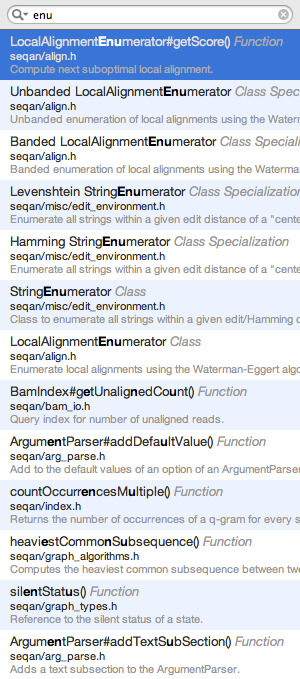 enu
LocalAlignmentEnumerator#getScore() Function
seqan/align.h
Compute next suboptimal local alignment.
Unbanded LocalAlignmentEnumerator Class Speciali
seqan/align.h
Unbanded enumeration of local alignments using the Waterm
Banded LocalAlignmentEnumerator Class Specializa
seqan/align.h
Banded enumeration of local alignments using the Waterma
Levenshtein StringEnumerator Class Specialization
seqan/misc/edit_environment.h
Enumerate all strings within a given edit distance of a "cente
Hamming StringEnumerator Class Specialization
seqan/misc/edit_environment.h
Enumerate all strings within a given edit distance of a "cente
StringEnumerator Class
seqan/misc/edit_environment.h
Class to enumerate all strings within a given edit/Hamming d
LocalAlignmentEnumerator Class
seqan/align.h
Enumerate local alignments using the Waterman-Eggert algo
BamIndex#getUnalignedCount() Function
seqan/bam_io.h
Query index for number of unaligned reads.
ArgumentParser#addDefaultValue() Function
seqan/arg_parse.h
Add to the default values of an option of an ArgumentParser
countOccurrencesMultiple() Function
seqan/index.h
Returns the number of occurrences of a q-gram for every s
heaviestCommonSubsequence() Function
seqan/graph_algorithms.h
Computes the heaviest common subsequence between two
silentStatus() Function
seqan/graph_types.h
Reference to the silent status of a state.
ArgumentParser#addTextSubSection() Function
seqan/arg_parse.h
Adds a text subsection to the ArgumentParser.